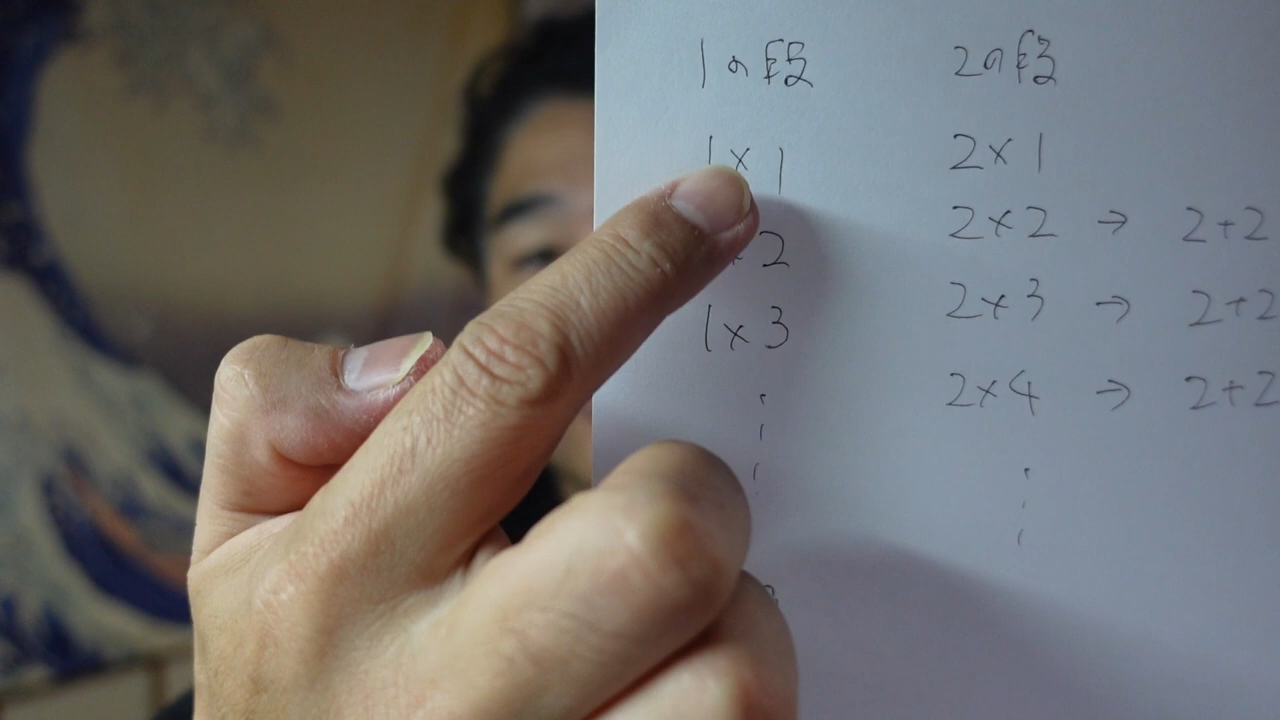 1の段 2の段
1×1 2×1
2 2×2 → 2+2
1×3 2×3 → 2+2
2×4 → 2+2